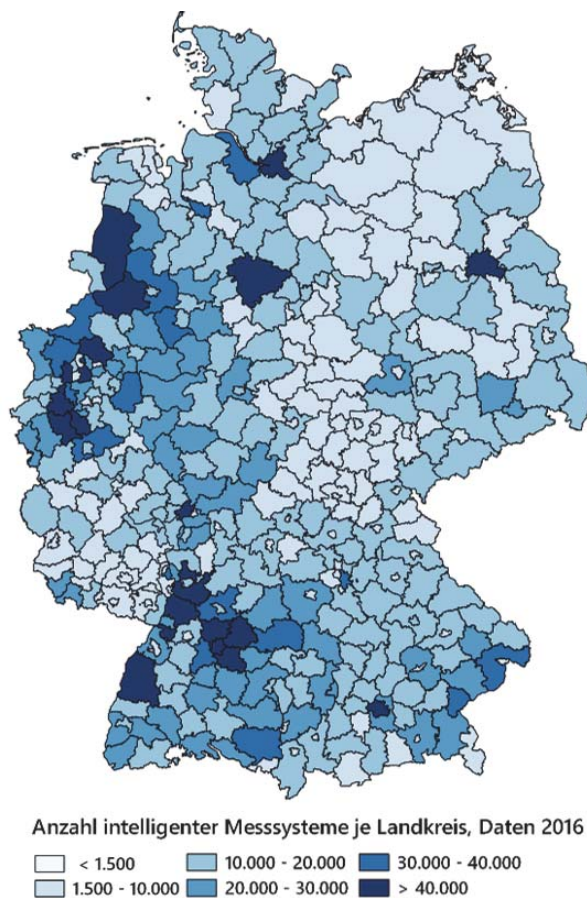 Anzahl intelligenter Messsysteme je Landkreis, Daten 2016
< 1.500 10.000 - 20.000 30.000 - 40.000
1.500 - 10.000 20.000 - 30.000 > 40.000